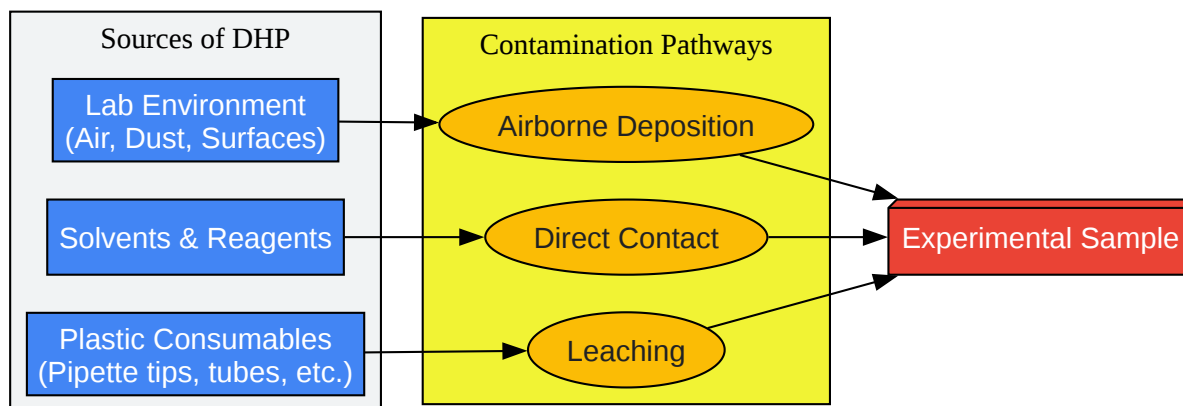 Sources of DHP
Lab Environment
(Air, Dust, Surfaces)
Solvents & Reagents
Plastic Consumables
(Pipette tips, tubes, etc.)
Contamination Pathways
Airborne Deposition
Direct Contact
Leaching
Experimental Sample